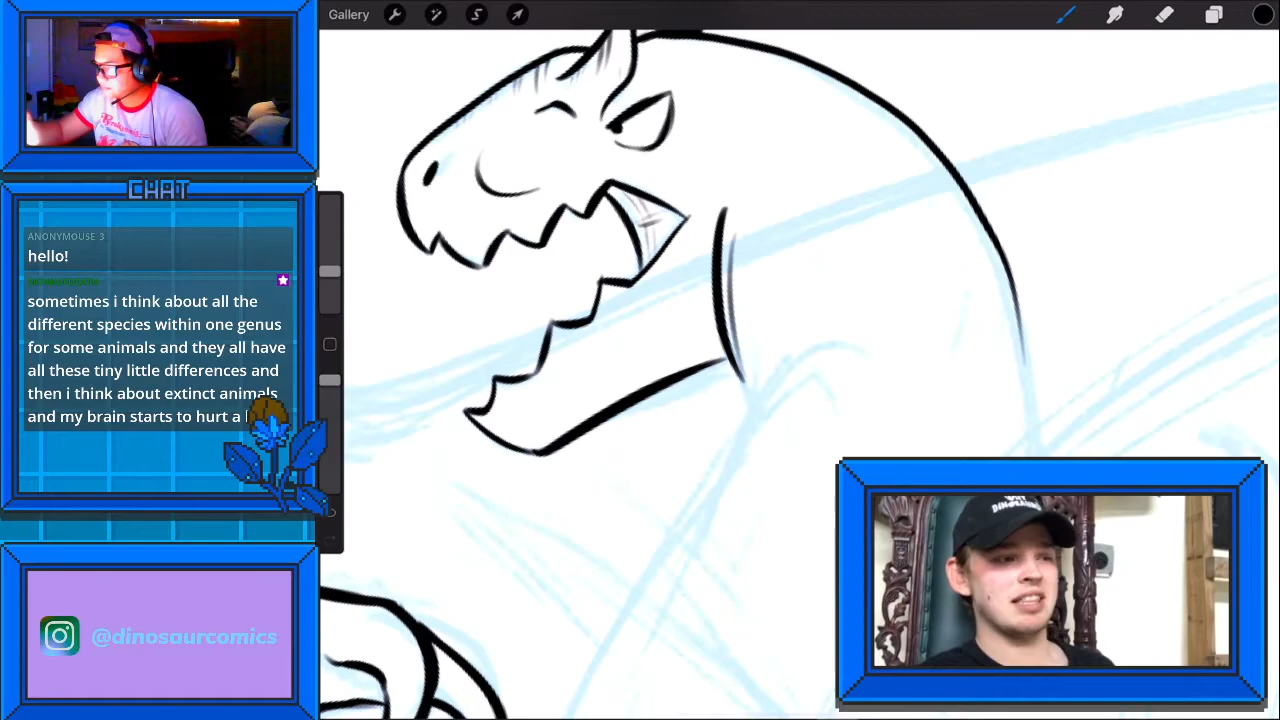 Gallery
CHAT
ANONYMOUSE 3
hello!
sometimes i think about all the
different species within one genus
for some animals and they all have
all these tiny little differences and
then i think about extinct animals
and my brain starts to hurt a
@dinosaurcomics